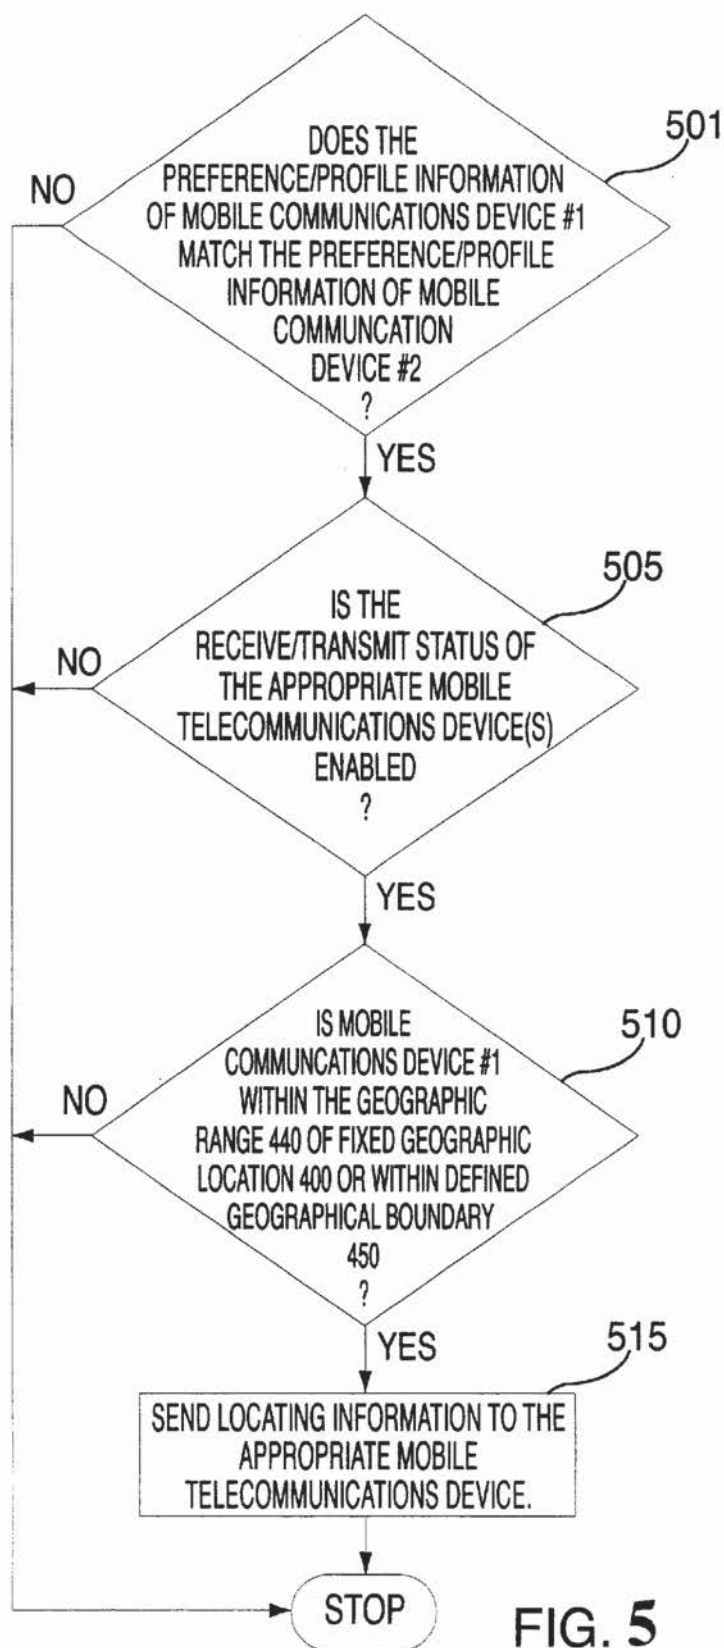 501
DOES THE
PREFERENCE/PROFILE INFORMATION
OF MOBILE COMMUNICATIONS DEVICE #1
MATCH THE PREFERENCE/PROFILE
INFORMATION OF MOBILE
COMMUNCATION
DEVICE #2
?
NO
YES
505
IS THE
RECEIVE/TRANSMIT STATUS OF
THE APPROPRIATE MOBILE
TELECOMMUNICATIONS DEVICE(S)
ENABLED
?
NO
YES
510
IS MOBILE
COMMUNCATIONS DEVICE #1
WITHIN THE GEOGRAPHIC
RANGE 440 OF FIXED GEOGRAPHIC
LOCATION 400 OR WITHIN DEFINED
GEOGRAPHICAL BOUNDARY
450
?
NO
YES
515
SEND LOCATING INFORMATION TO THE
APPROPRIATE MOBILE
TELECOMMUNICATIONS DEVICE.
STOP
FIG. 5